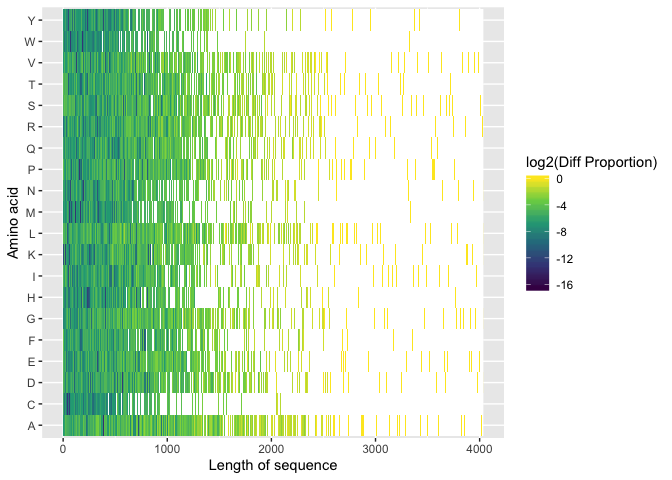 Y
W
V
T
S
R
Q
P
N
M
L
K
I
H
G
F
E
D
C
A
Amino acid
0 1000 2000 3000 4000
Length of sequence
log2(Diff Proportion)
0
-4
-8
-12
-16